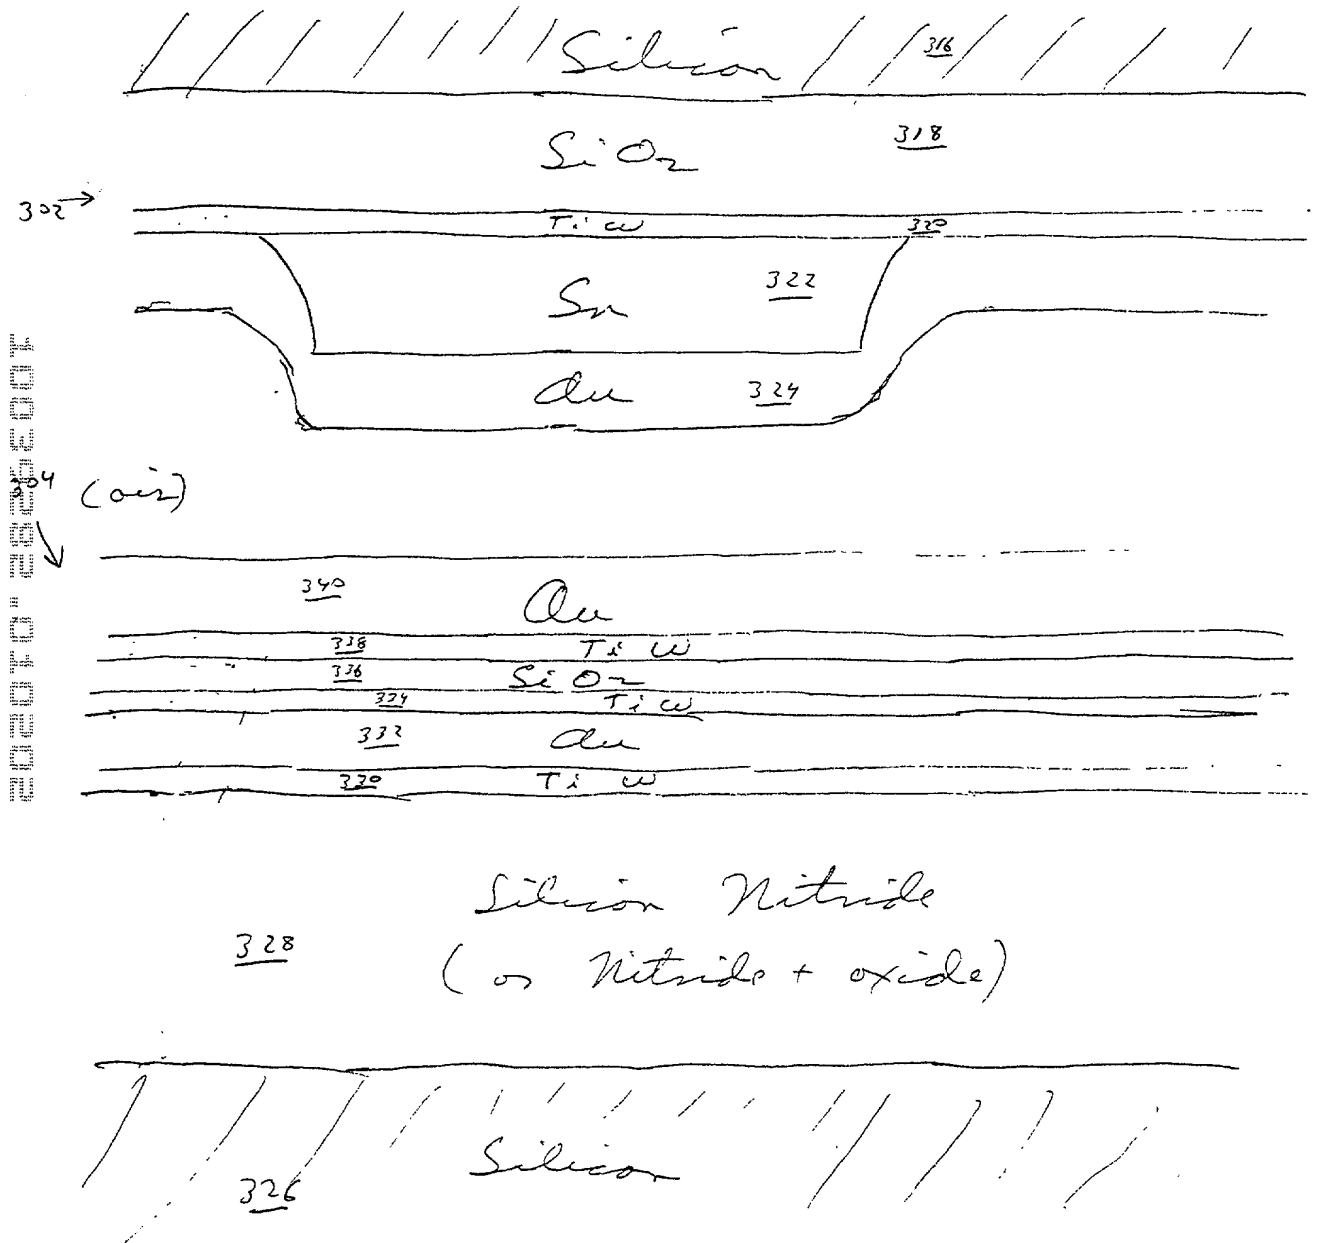 Silicon 316
SiO2 318
302
TiW 320
Sn 322
Au 324
304 (air)
340 Au
338 TiW
336 SiO2
334 TiW
332 Au
330 TiW
Silicon Nitride
328 (or Nitride + oxide)
Silicon
326